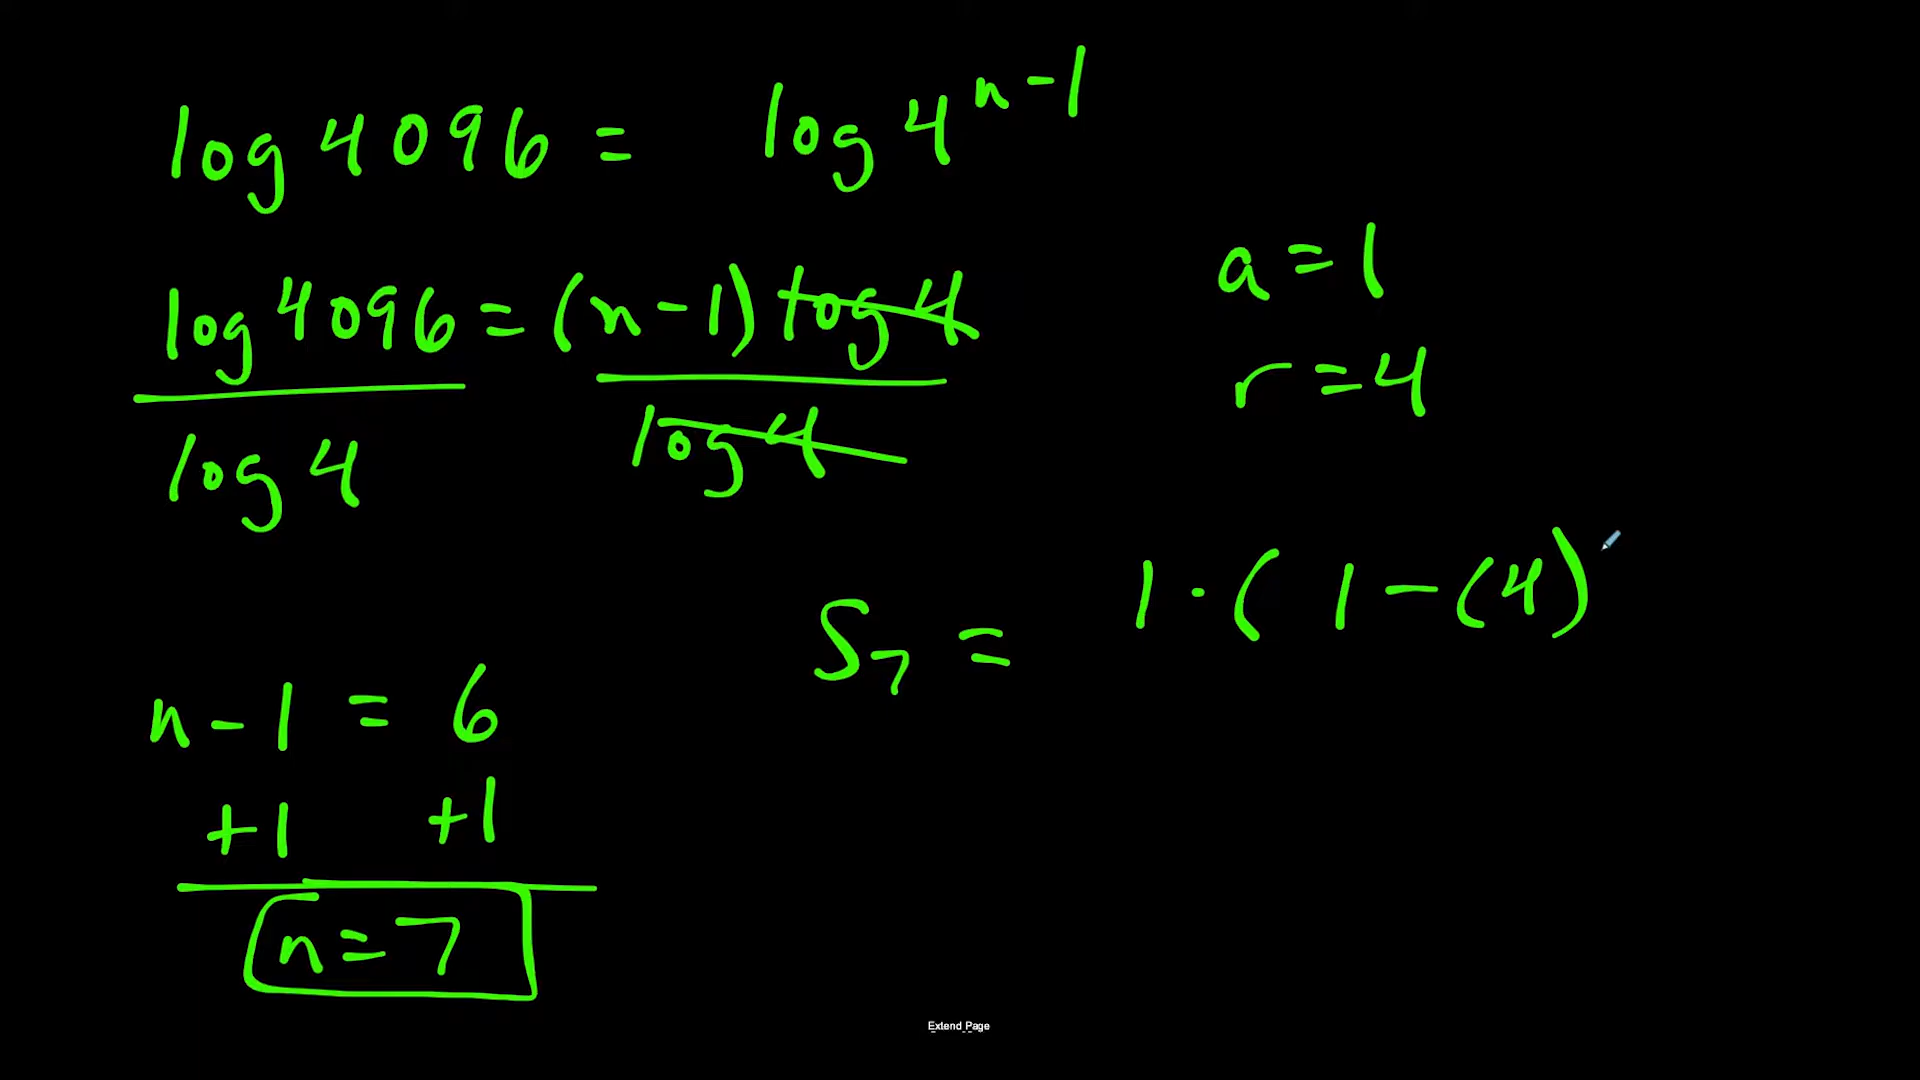 log 4096 = log 4^n-1
log 4096 = (n-1) log 4
log 4 log 4
a = 1
r = 4
S7 = 1 · ( 1 - (4)
n - 1 = 6
+1 +1
n = 7
Extend Page